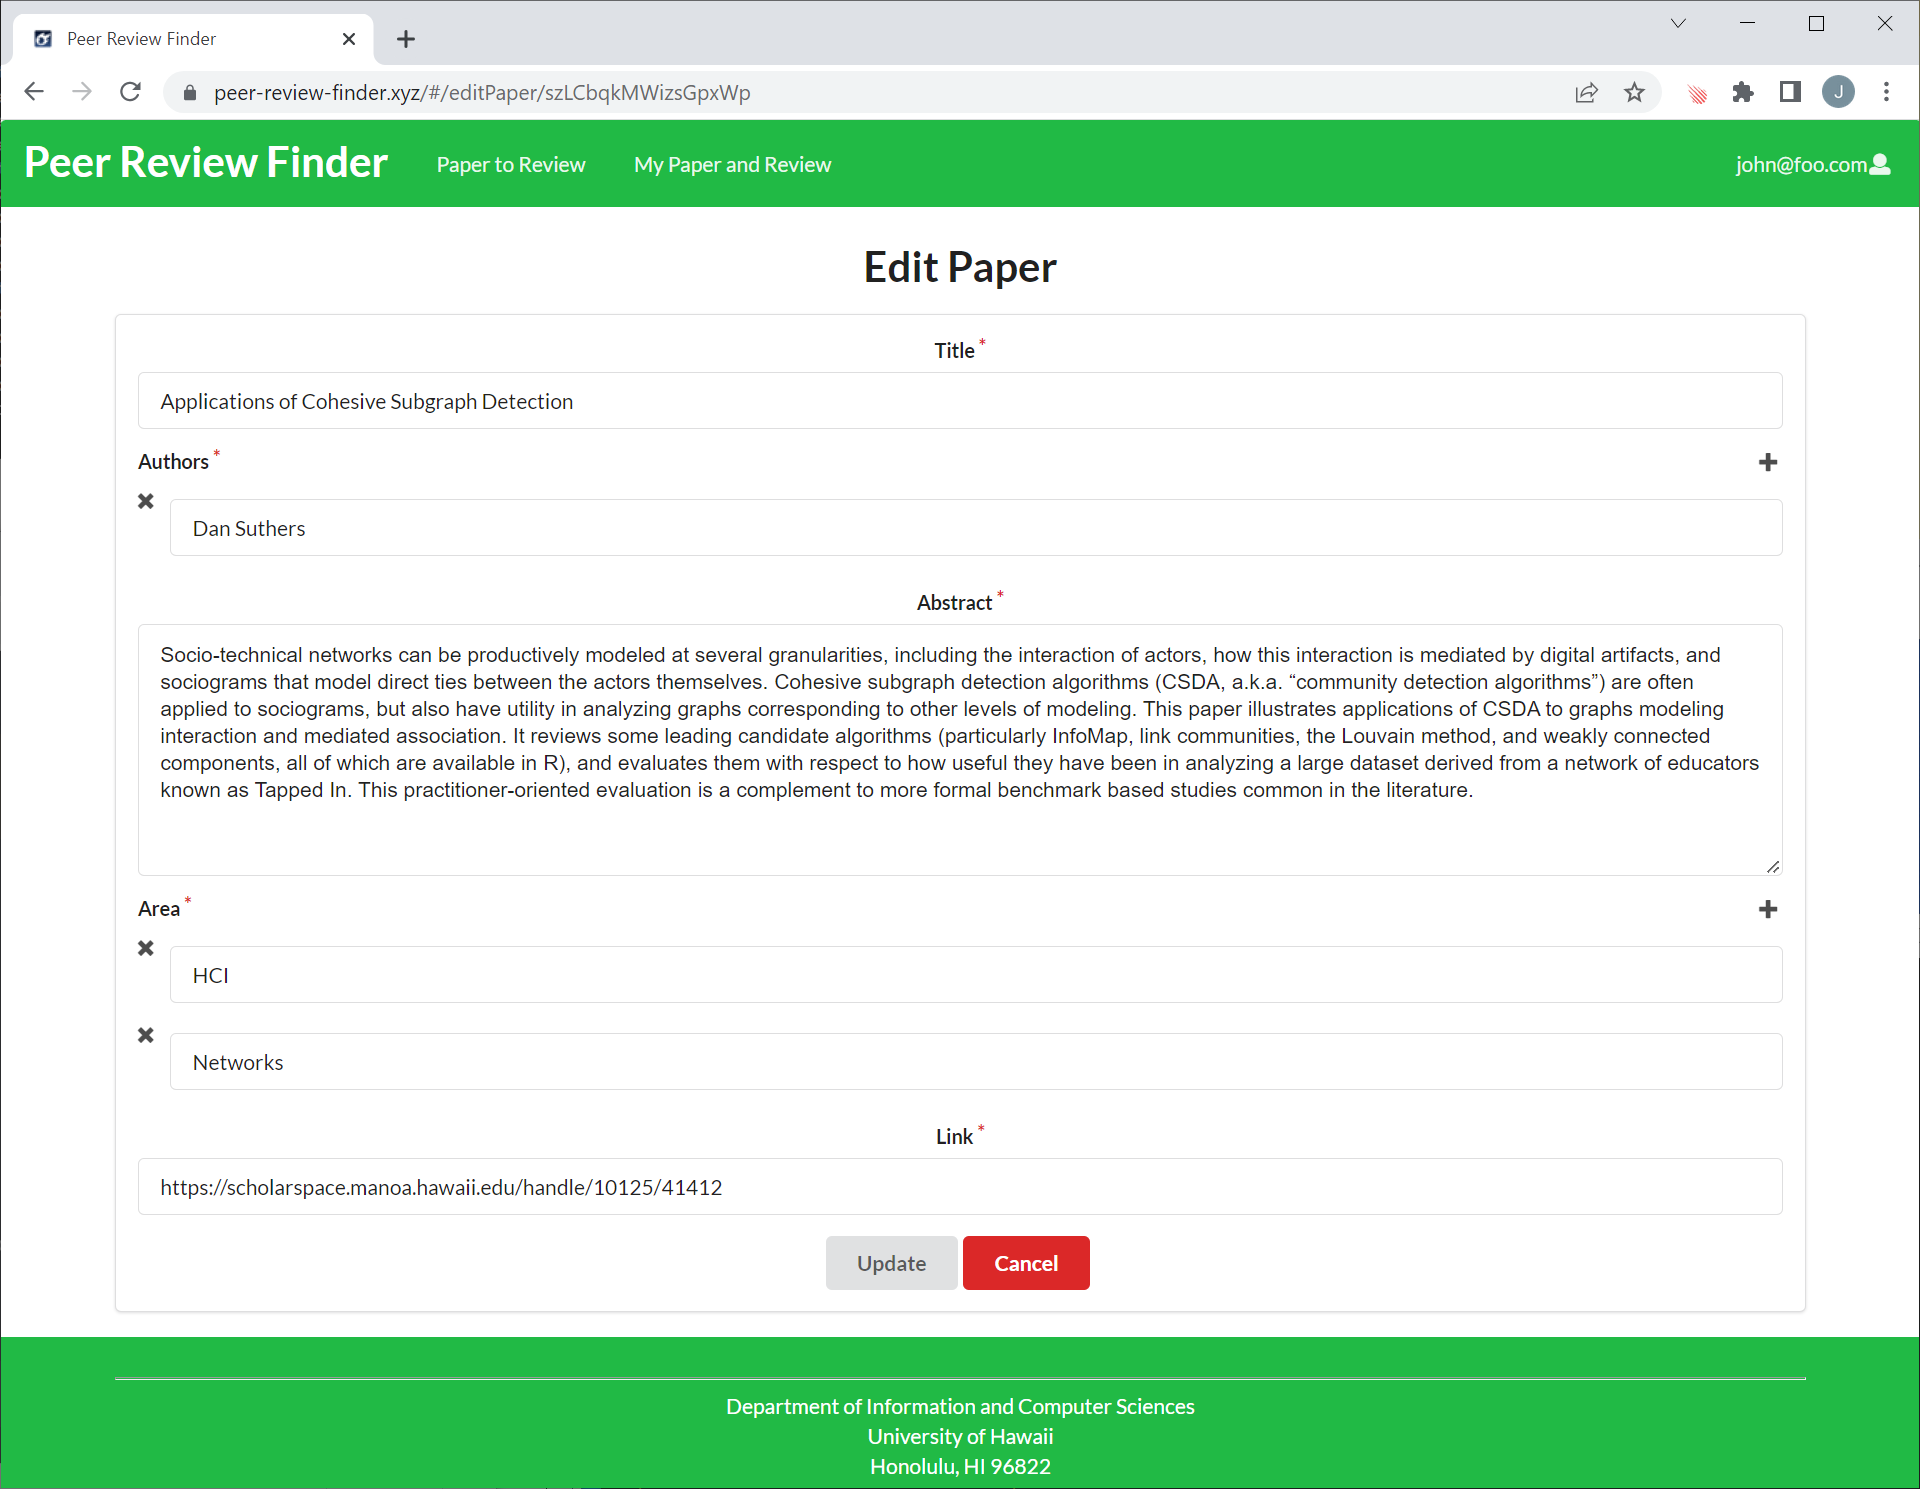 Peer Review Finder
peer-review-finder.xyz/#/editPaper/szLCbqkMWizsGpxWp
J
Peer Review Finder Paper to Review My Paper and Review john@foo.com
Edit Paper
Title *
Applications of Cohesive Subgraph Detection
Authors *
Dan Suthers
Abstract *
Socio-technical networks can be productively modeled at several granularities, including the interaction of actors, how this interaction is mediated by digital artifacts, and
sociograms that model direct ties between the actors themselves. Cohesive subgraph detection algorithms (CSDA, a.k.a. “community detection algorithms”) are often
applied to sociograms, but also have utility in analyzing graphs corresponding to other levels of modeling. This paper illustrates applications of CSDA to graphs modeling
interaction and mediated association. It reviews some leading candidate algorithms (particularly InfoMap, link communities, the Louvain method, and weakly connected
components, all of which are available in R), and evaluates them with respect to how useful they have been in analyzing a large dataset derived from a network of educators
known as Tapped In. This practitioner-oriented evaluation is a complement to more formal benchmark based studies common in the literature.
Area *
HCI
Networks
Link *
https://scholarspace.manoa.hawaii.edu/handle/10125/41412
Update Cancel
Department of Information and Computer Sciences
University of Hawaii
Honolulu, HI 96822